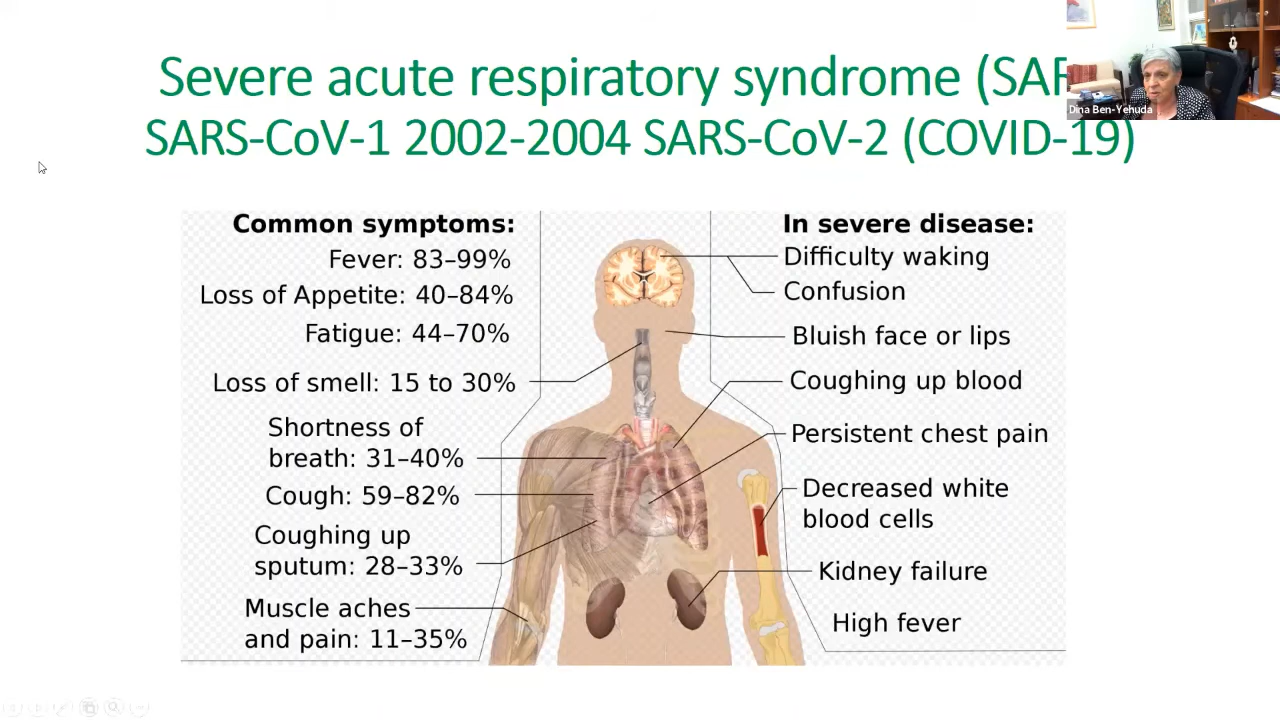 Severe acute respiratory syndrome (SAR
SARS-CoV-1 2002-2004 SARS-CoV-2 (COVID-19)
Dina Ben-Yehuda
Common symptoms:
Fever: 83–99%
Loss of Appetite: 40–84%
Fatigue: 44–70%
Loss of smell: 15 to 30%
Shortness of
breath: 31–40%
Cough: 59–82%
Coughing up
sputum: 28–33%
Muscle aches
and pain: 11–35%
In severe disease:
Difficulty waking
Confusion
Bluish face or lips
Coughing up blood
Persistent chest pain
Decreased white
blood cells
Kidney failure
High fever